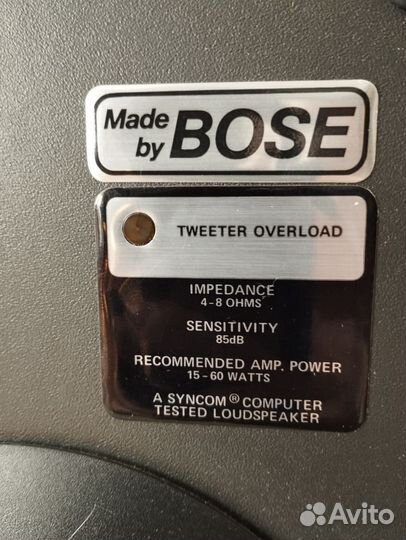 Made
by BOSE
TWEETER OVERLOAD
IMPEDANCE
4-8 OHMS
SENSITIVITY
85dB
RECOMMENDED AMP. POWER
15-60 WATTS
A SYNCOM® COMPUTER
TESTED LOUDSPEAKER
Avito